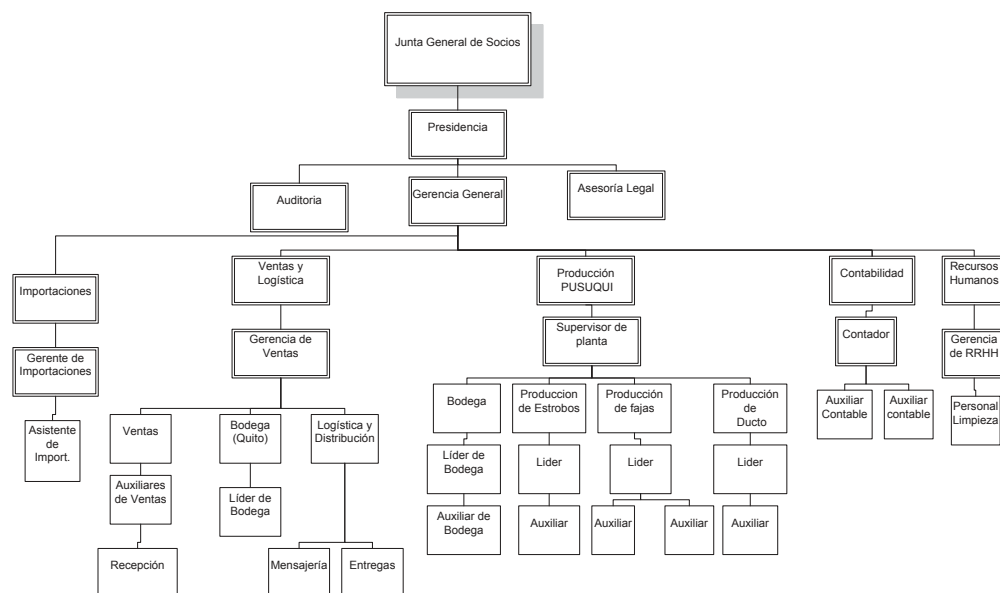 Junta General de Socios
Presidencia
Auditoria
Gerencia General
Asesoría Legal
Importaciones
Ventas y
Logística
Producción
PUSUQUI
Contabilidad
Recursos
Humanos
Gerente de
Importaciones
Gerencia de
Ventas
Supervisor de
planta
Contador
Gerencia
de RRHH
Asistente
de
Import.
Ventas
Bodega
(Quito)
Logística y
Distribución
Bodega
Produccion
de Estrobos
Producción
de fajas
Producción
de
Ducto
Auxiliar
Contable
Auxiliar
contable
Personal
Limpieza
Auxiliares
de Ventas
Líder de
Bodega
Líder de
Bodega
Lider
Lider
Lider
Auxiliar de
Bodega
Auxiliar
Auxiliar
Auxiliar
Auxiliar
Recepción
Mensajería
Entregas